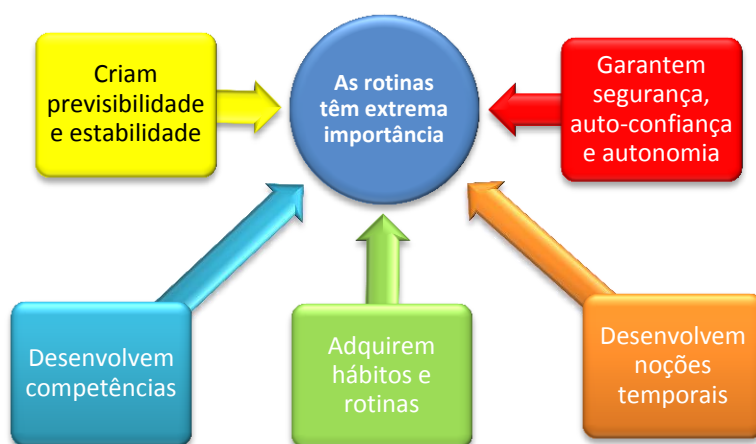 Criam
previsibilidade
e estabilidade
As rotinas
têm extrema
importância
Garantem
segurança,
auto-confiança
e autonomia
Desenvolvem
competências
Adquirem
hábitos e
rotinas
Desenvolvem
noções
temporais